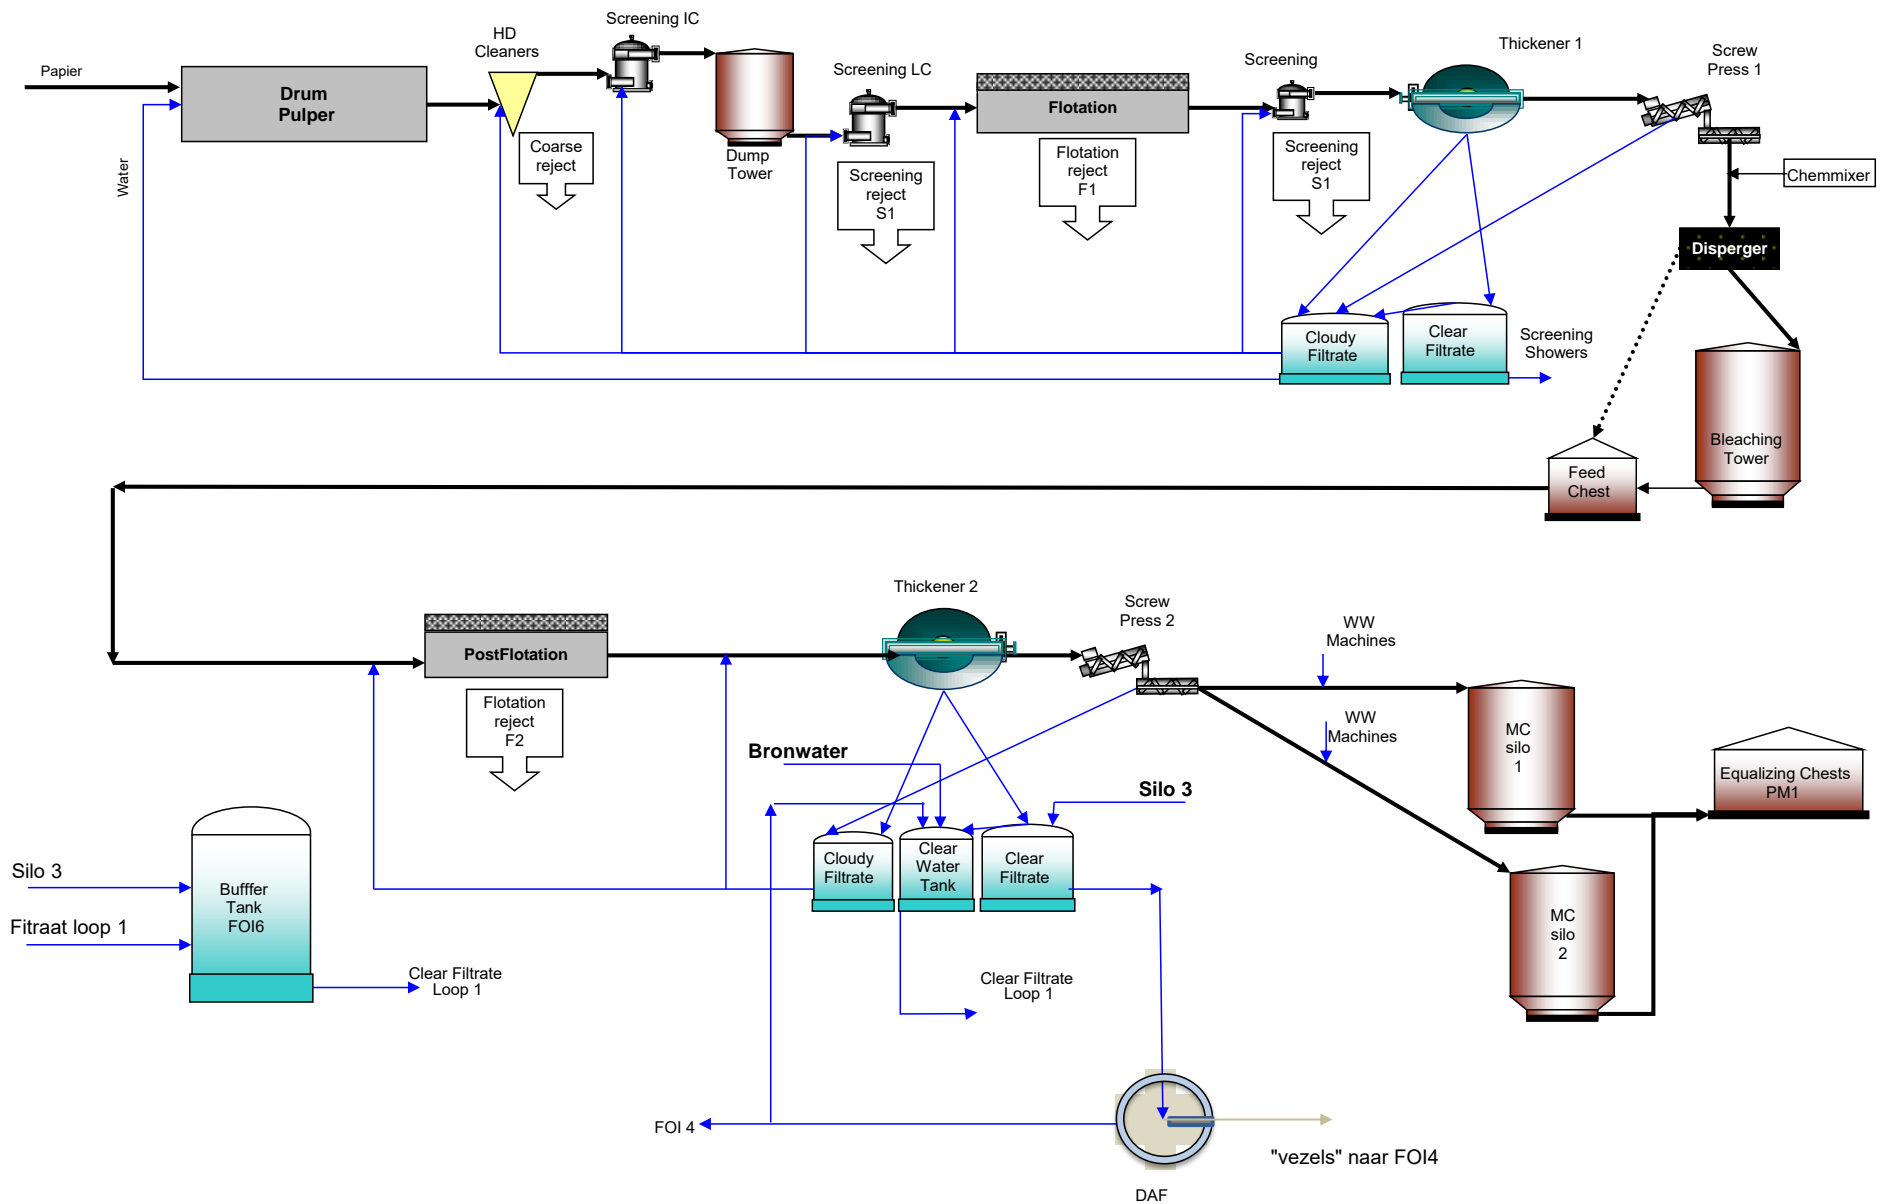 Screening IC
HD
Cleaners
Papier
Drum
Pulper
Water
Coarse
reject
Dump
Tower
Screening LC
Screening
reject
S1
Flotation
Flotation
reject
F1
Screening
Screening
reject
S1
Thickener 1
Screw
Press 1
Chemmixer
Disperger
Cloudy
Filtrate
Clear
Filtrate
Screening
Showers
Bleaching
Tower
Feed
Chest
PostFlotation
Flotation
reject
F2
Thickener 2
Screw
Press 2
WW
Machines
WW
Machines
Bronwater
Silo 3
Cloudy
Filtrate
Clear
Water
Tank
Clear
Filtrate
MC
silo
1
MC
silo
2
Equalizing Chests
PM1
Silo 3
Fitraat loop 1
Bufffer
Tank
FOI6
Clear Filtrate
Loop 1
Clear Filtrate
Loop 1
FOI 4
"vezels" naar FOI4
DAF